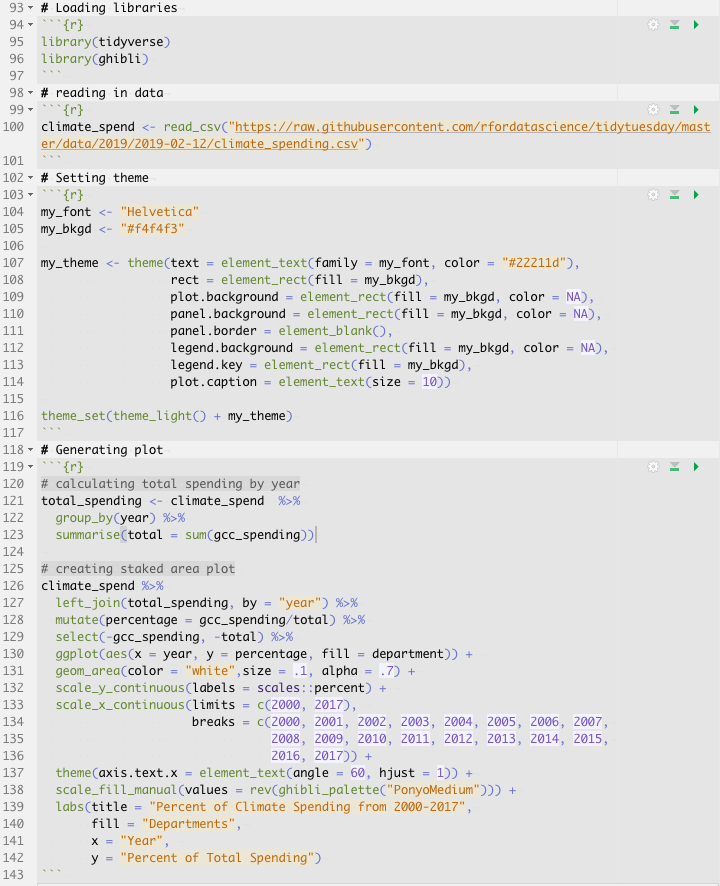 93 # Loading libraries
94 ```{r}
95 library(tidyverse)
96 library(ghibli)
97 ```
98 # reading in data
99 ```{r}
100 climate_spend <- read_csv("https://raw.githubusercontent.com/rfordatascience/tidytuesday/mast
er/data/2019/2019-02-12/climate_spending.csv")
101 ```
102 # Setting theme
103 ```{r}
104 my_font <- "Helvetica"
105 my_bkgd <- "#f4f4f3"
106
107 my_theme <- theme(text = element_text(family = my_font, color = "#22211d"),
108                   rect = element_rect(fill = my_bkgd),
109                   plot.background = element_rect(fill = my_bkgd, color = NA),
110                   panel.background = element_rect(fill = my_bkgd, color = NA),
111                   panel.border = element_blank(),
112                   legend.background = element_rect(fill = my_bkgd, color = NA),
113                   legend.key = element_rect(fill = my_bkgd),
114                   plot.caption = element_text(size = 10))
115
116 theme_set(theme_light() + my_theme)
117 ```
118 # Generating plot
119 ```{r}
120 # calculating total spending by year
121 total_spending <- climate_spend  %>%
122   group_by(year) %>%
123   summarise(total = sum(gcc_spending))
124
125 # creating staked area plot
126 climate_spend %>%
127   left_join(total_spending, by = "year") %>%
128   mutate(percentage = gcc_spending/total) %>%
129   select(-gcc_spending, -total) %>%
130   ggplot(aes(x = year, y = percentage, fill = department)) +
131   geom_area(color = "white",size = .1, alpha = .7) +
132   scale_y_continuous(labels = scales::percent) +
133   scale_x_continuous(limits = c(2000, 2017),
134                      breaks = c(2000, 2001, 2002, 2003, 2004, 2005, 2006, 2007,
135                                 2008, 2009, 2010, 2011, 2012, 2013, 2014, 2015,
136                                 2016, 2017)) +
137   theme(axis.text.x = element_text(angle = 60, hjust = 1)) +
138   scale_fill_manual(values = rev(ghibli_palette("PonyoMedium"))) +
139   labs(title = "Percent of Climate Spending from 2000-2017",
140        fill = "Departments",
141        x = "Year",
142        y = "Percent of Total Spending")
143 ```